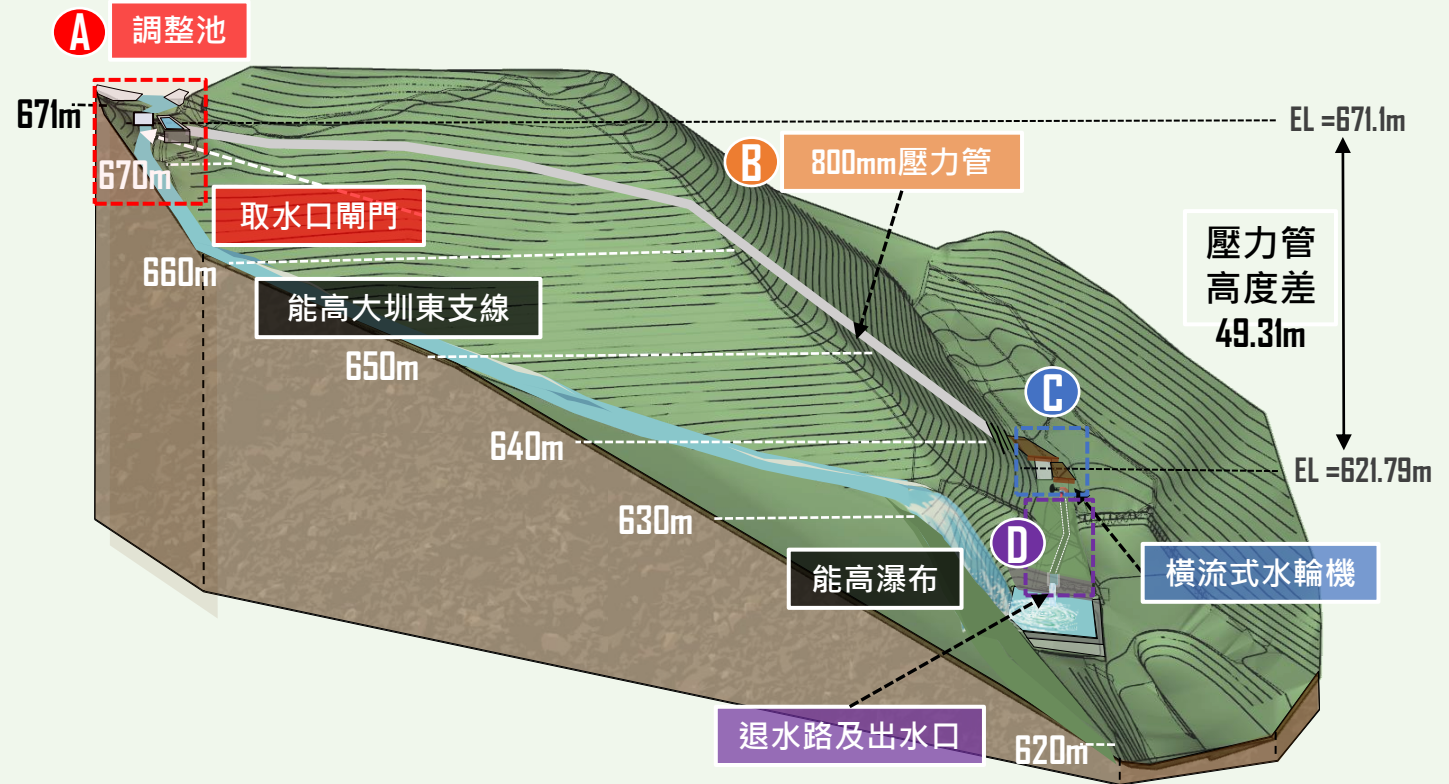 A 調整池
671m
EL =671.1m
B 800mm壓力管
670m
取水口閘門
壓力管
高度差
49.31m
660m
能高大圳東支線
650m
C
640m
EL =621.79m
630m
D
能高瀑布
橫流式水輪機
退水路及出水口
620m